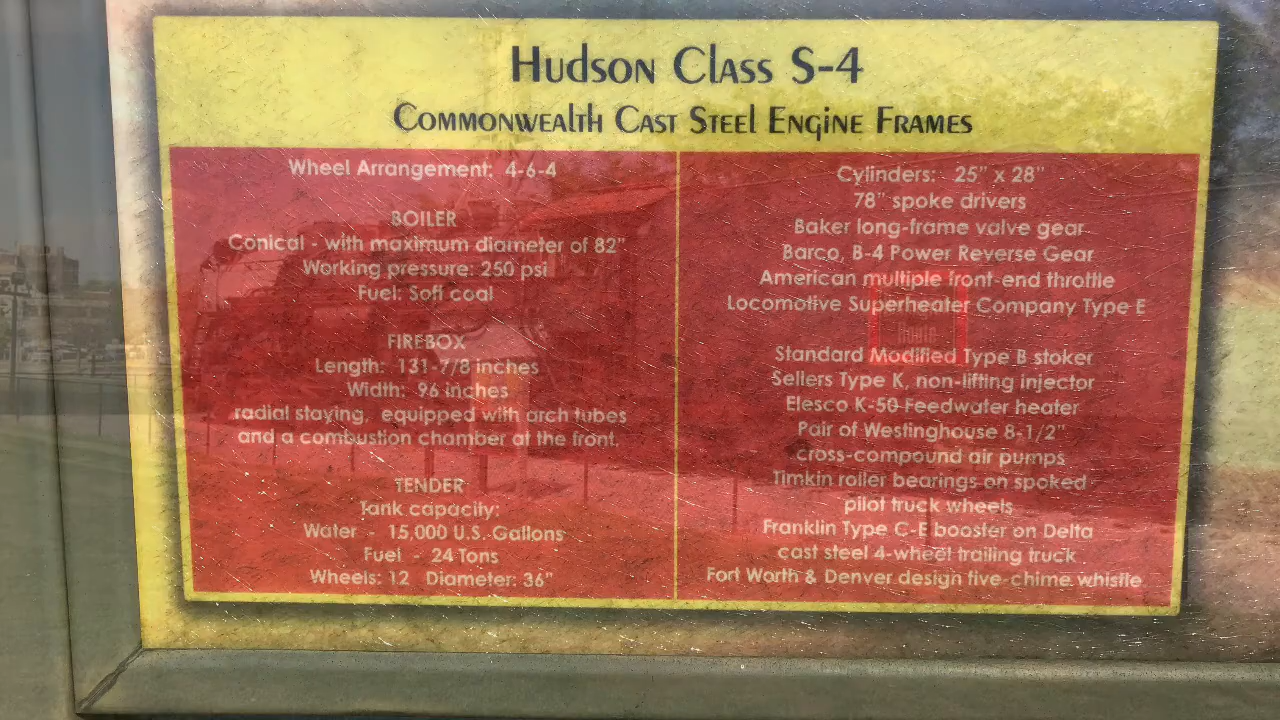 Hudson Class S-4
Commonwealth Cast Steel Engine Frames
Wheel Arrangement: 4-6-4
BOILER
Conical - with maximum diameter of 82"
Working pressure: 250 psi
Fuel: Soff coal
FIREBOX
Length: 131-7/8 inches
Width: 96 inches
radial staying, equipped with arch tubes
and a combustion chamber at the front.
TENDER
Tank capacity:
Water - 15,000 U.S. Gallons
Fuel - 24 Tons
Wheels: 12 Diameter: 36"
Cylinders: 25" x 28"
78" spoke drivers
Baker long-frame valve gear
Barco, B-4 Power Reverse Gear
American multiple front-end throttle
Locomotive Superheater Company Type E
Standard Modified Type B stoker
Sellers Type K, non-lifting injector
Elesco K-50 Feedwater heater
Pair of Westinghouse 8-1/2"
cross-compound air pumps
Timkin roller bearings on spoked
pilot truck wheels
Franklin Type C-E booster on Delta
cast steel 4-wheel trailing truck
Fort Worth & Denver design five-chime whistle